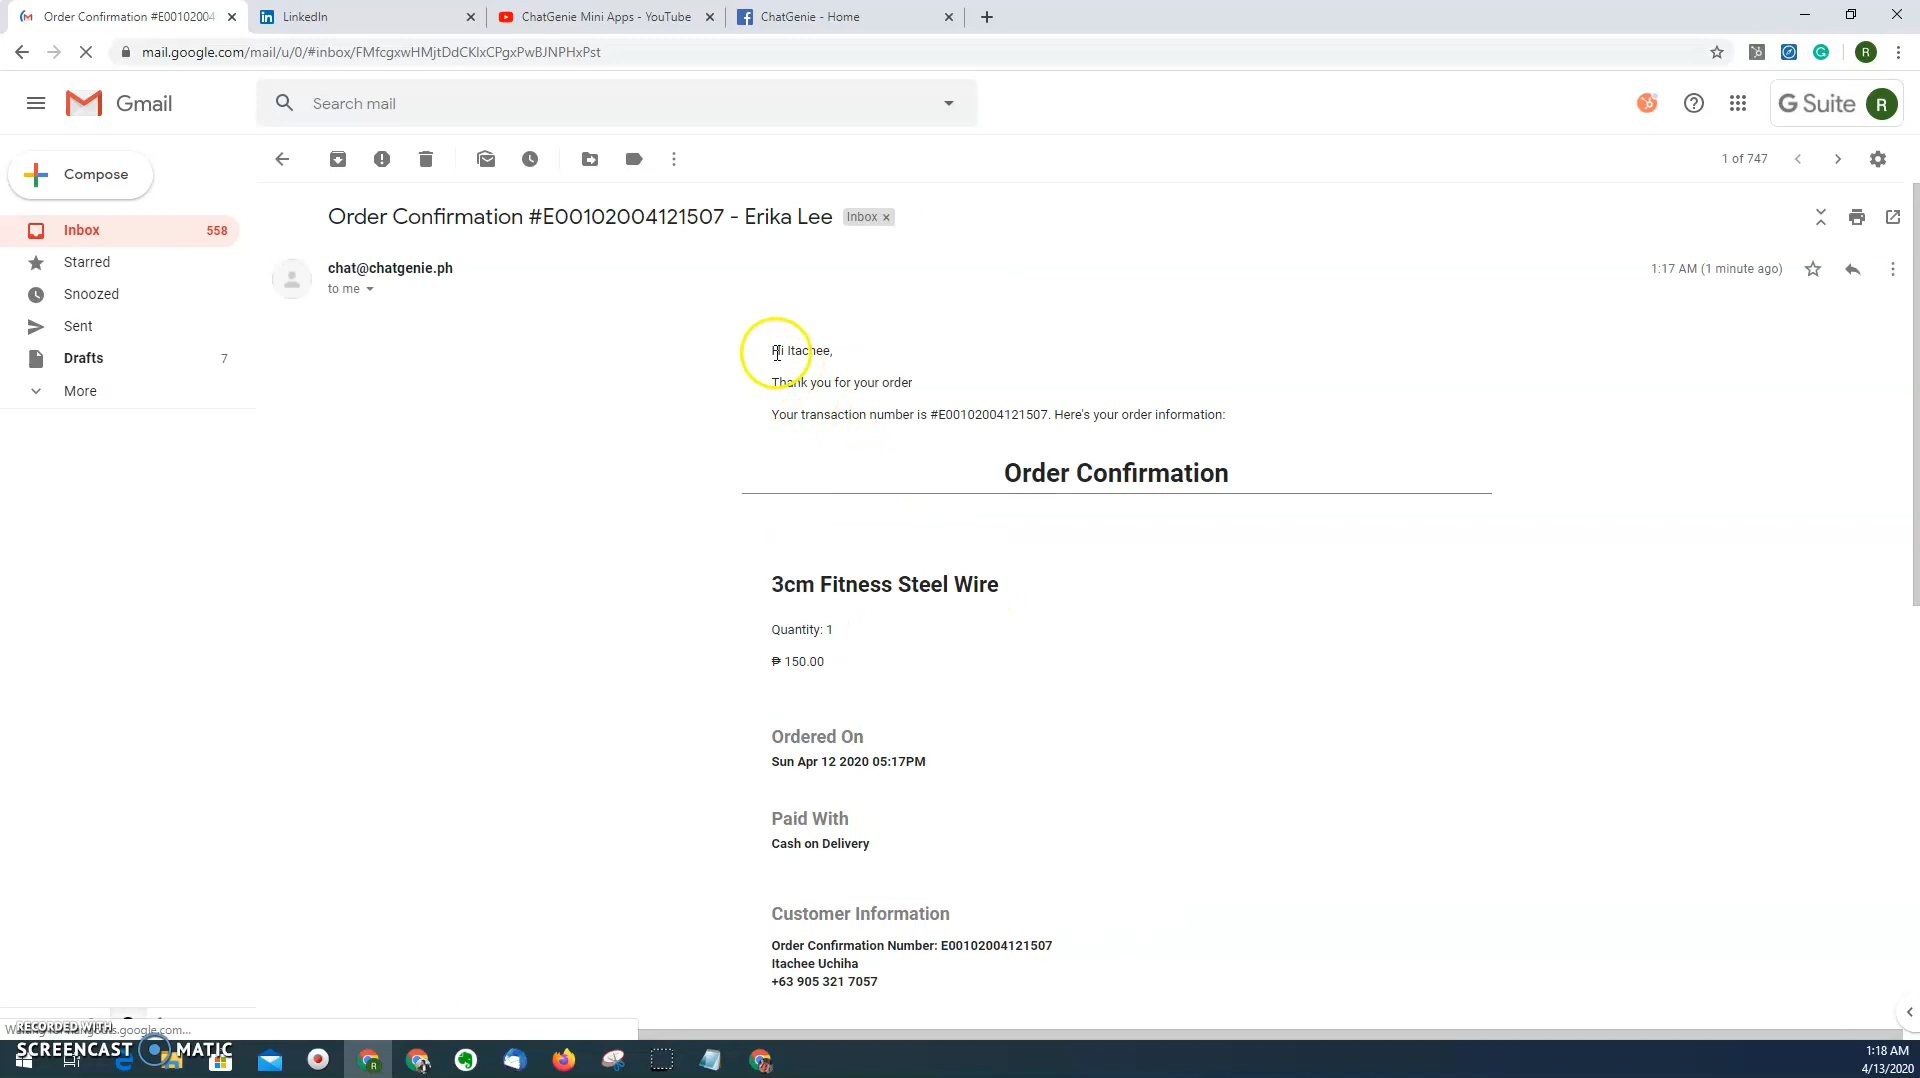 Order Confirmation #E00102004
LinkedIn
ChatGenie Mini Apps - YouTube
ChatGenie - Home
mail.google.com/mail/u/0/#inbox/FMfcgxwHMjtDdCKlxCPgxPwBJNPHxPst
R
Gmail
Search mail
G Suite
R
Compose
1 of 747
Order Confirmation #E00102004121507 - Erika Lee
Inbox
Inbox
558
Starred
Snoozed
Sent
Drafts
7
More
chat@chatgenie.ph
1:17 AM (1 minute ago)
to me
Hi Itachee,
Thank you for your order
Your transaction number is #E00102004121507. Here's your order information:
Order Confirmation
3cm Fitness Steel Wire
Quantity: 1
₱ 150.00
Ordered On
Sun Apr 12 2020 05:17PM
Paid With
Cash on Delivery
Customer Information
Order Confirmation Number: E00102004121507
Itachee Uchiha
+63 905 321 7057
RECORDED WITH
SCREENCAST MATIC
1:18 AM
4/13/2020